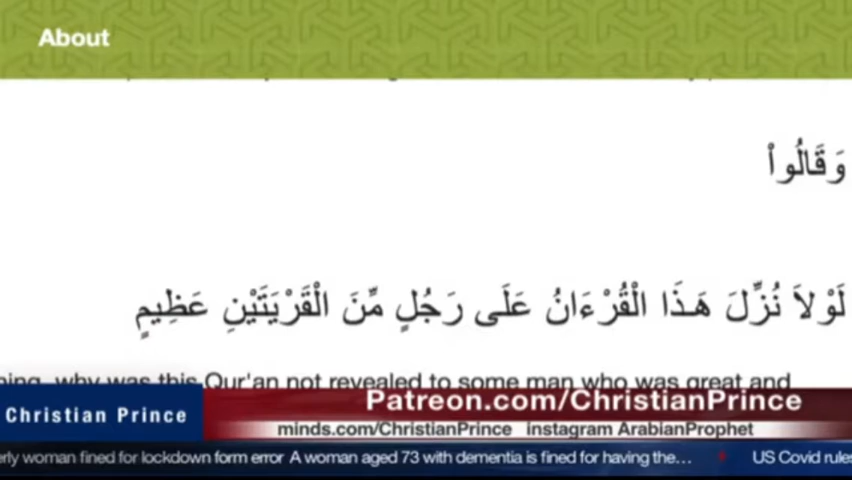 About
وَقَالُواْ
لَوْلاَ نُزِّلَ هَـذَا الْقُرْءَانُ عَلَى رَجُلٍ مِّنَ الْقَرْيَتَيْنِ عَظِيمٍ
why was this Qur'an not revealed to some man who was great and
Patreon.com/ChristianPrince
Christian Prince
minds.com/ChristianPrince instagram ArabianProphet
woman fined for lockdown form error A woman aged 73 with dementia is fined for having the... US Covid rules